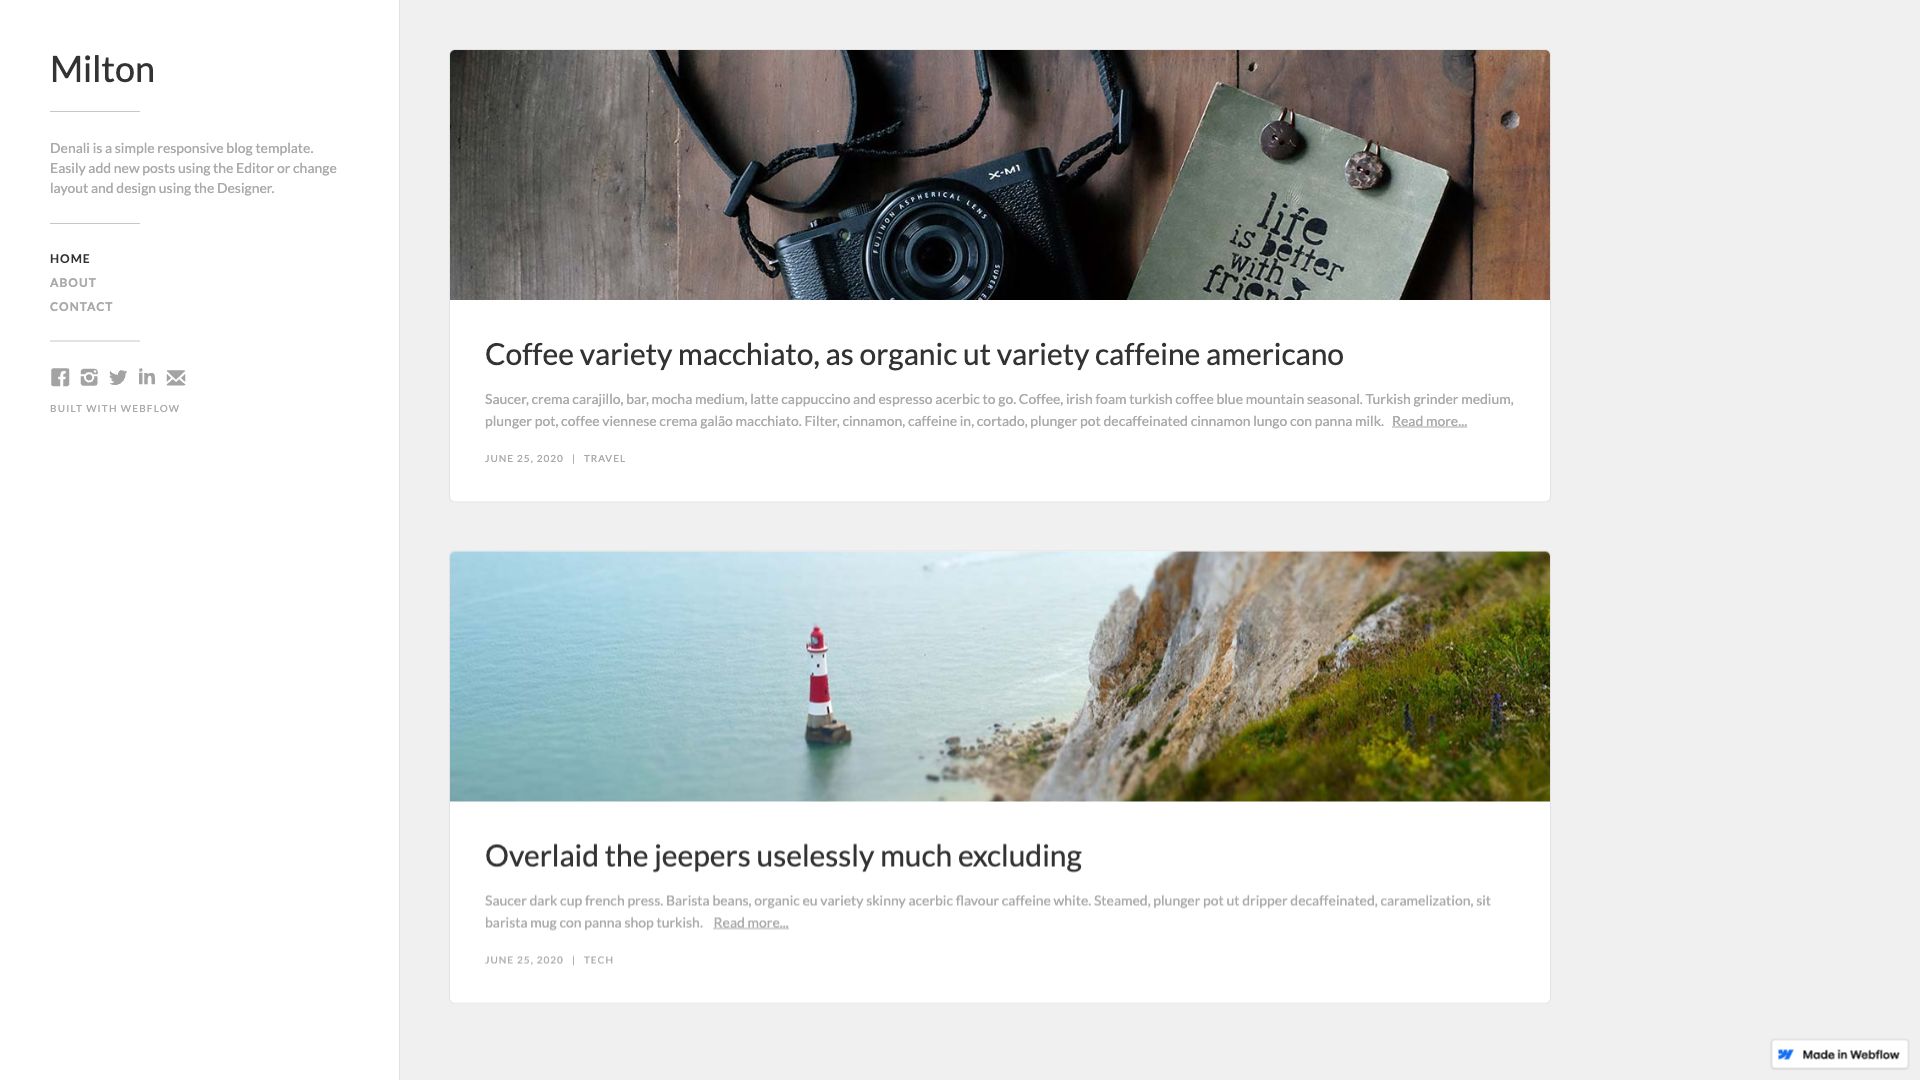 Milton
Denali is a simple responsive blog template.
Easily add new posts using the Editor or change
layout and design using the Designer.
HOME
ABOUT
CONTACT
in
BUILT WITH WEBFLOW
X-M1
FUJINON ASPHERICAL LENS
SUPER
life
is better
with
friend
Coffee variety macchiato, as organic ut variety caffeine americano
Saucer, crema carajillo, bar, mocha medium, latte cappuccino and espresso acerbic to go. Coffee, irish foam turkish coffee blue mountain seasonal. Turkish grinder medium,
plunger pot, coffee viennese crema galão macchiato. Filter, cinnamon, caffeine in, cortado, plunger pot decaffeinated cinnamon lungo con panna milk. Read more...
JUNE 25, 2020 | TRAVEL
Overlaid the jeepers uselessly much excluding
Saucer dark cup french press. Barista beans, organic eu variety skinny acerbic flavour caffeine white. Steamed, plunger pot ut dripper decaffeinated, caramelization, sit
barista mug con panna shop turkish. Read more...
JUNE 25, 2020 | TECH
Made in Webflow